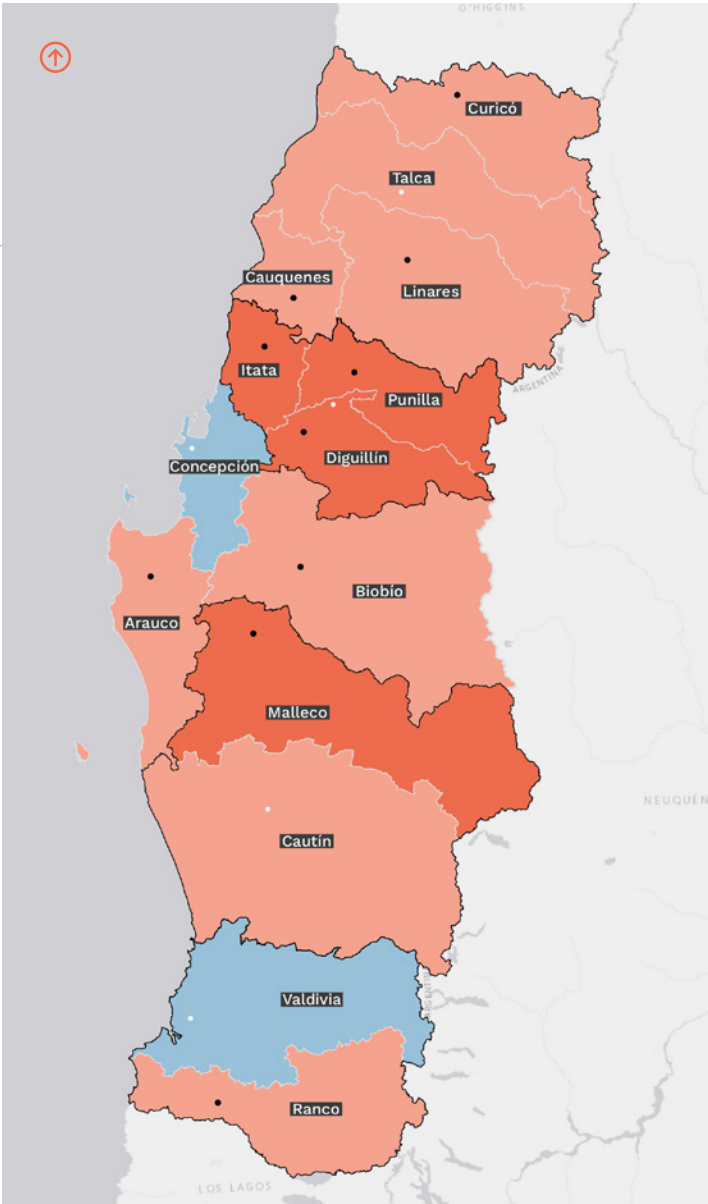 O'HIGGINS
Curicó
Talca
Cauquenes
Linares
Itata
Punilla
ARGENTINA
Concepción
Diguillín
Biobío
Arauco
Malleco
NEUQUÉN
Cautín
Valdivia
ARGENTINA
Ranco
LOS LAGOS